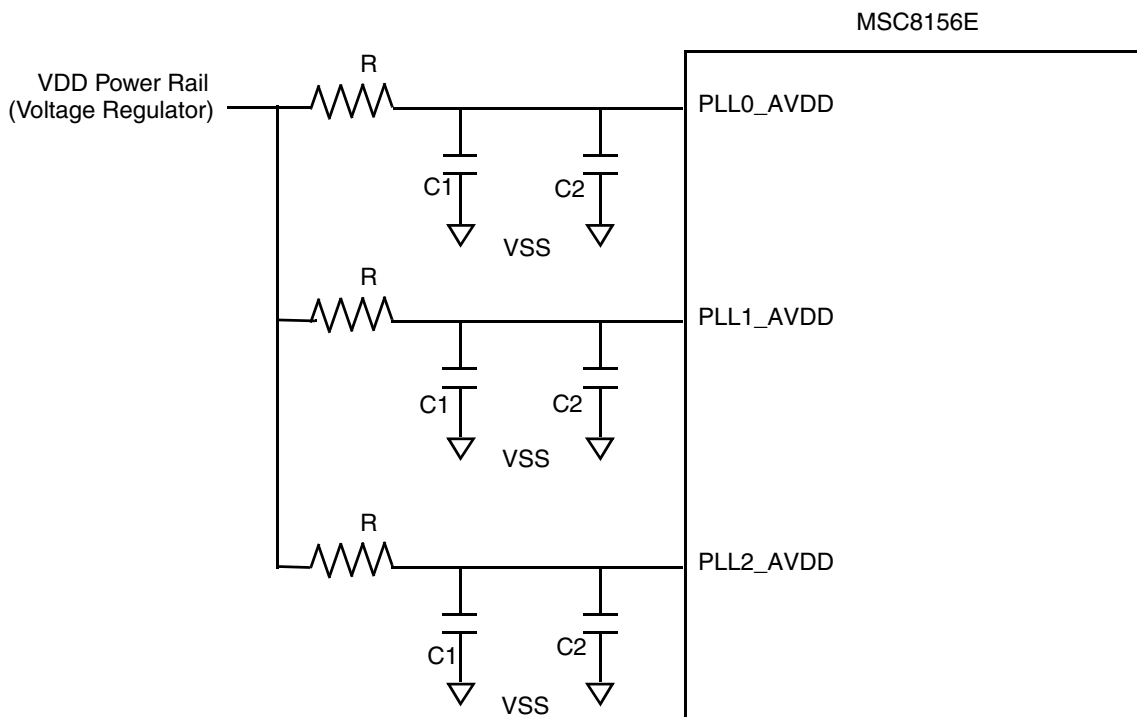 MSC8156E
R
VDD Power Rail
(Voltage Regulator)
PLL0_AVDD
C1
C2
VSS
R
PLL1_AVDD
C1
C2
VSS
R
PLL2_AVDD
C1
C2
VSS